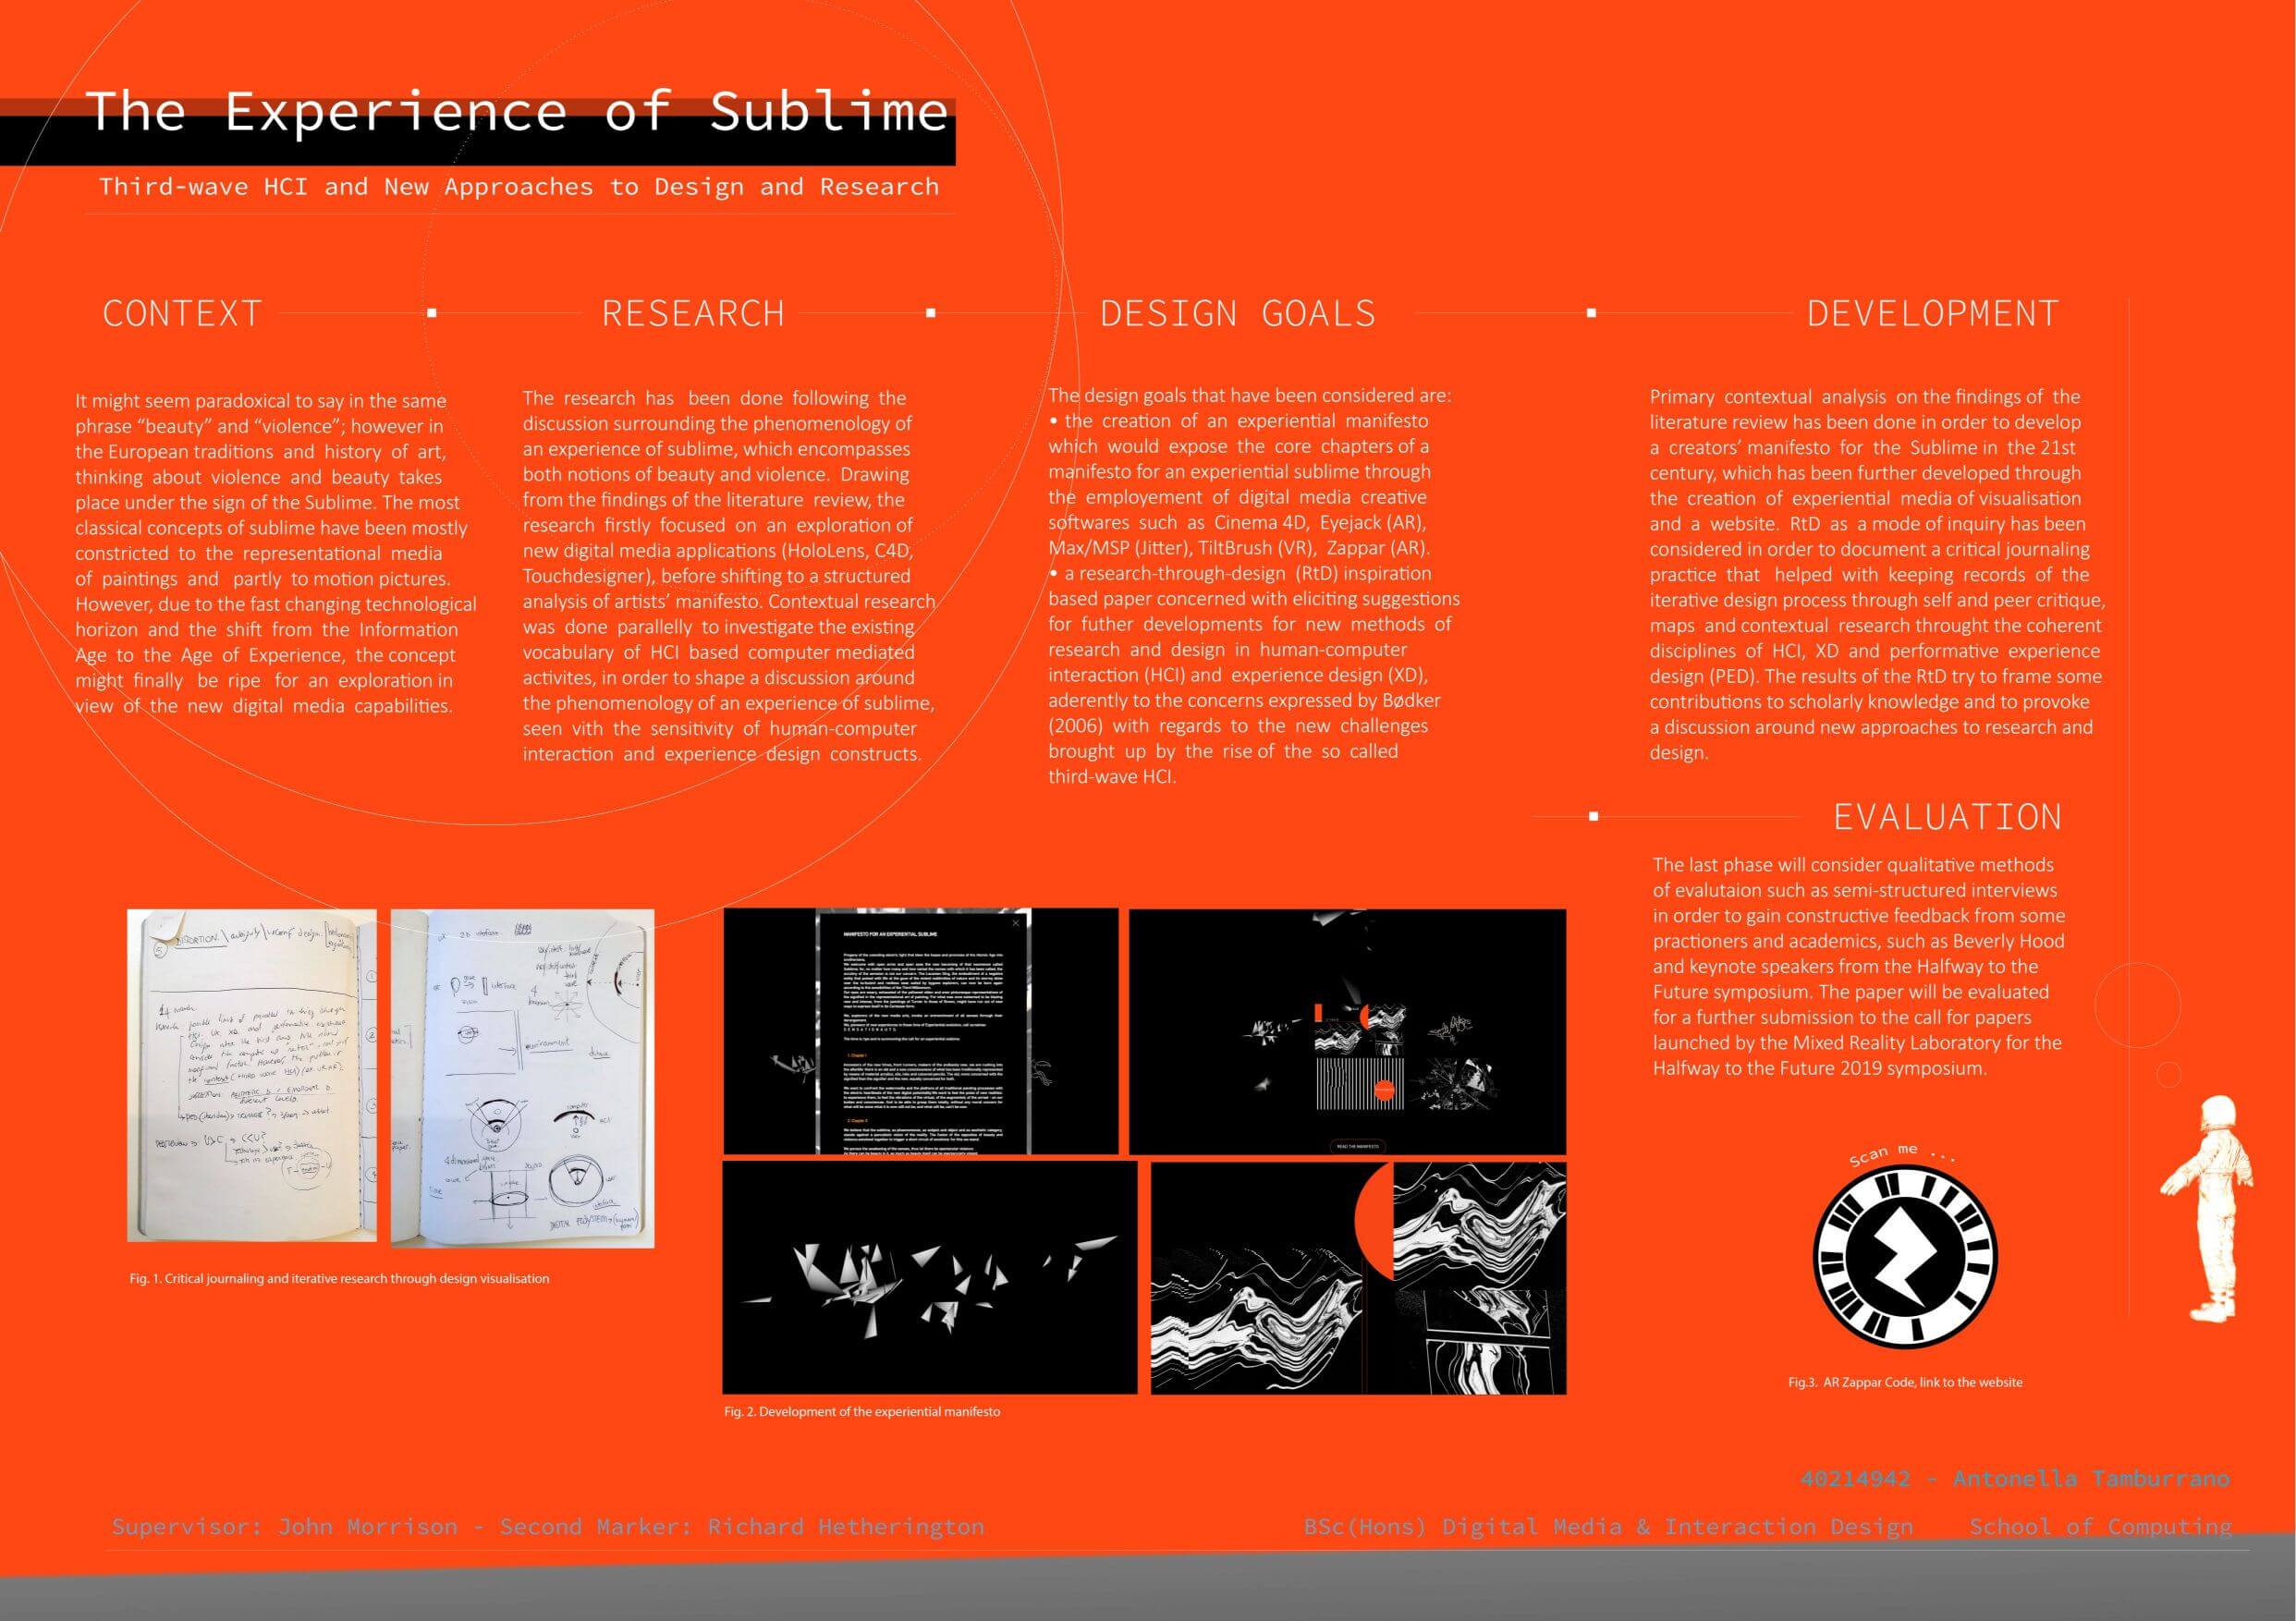 The Experience of Sublime
Third-wave HCI and New Approaches to Design and Research
CONTEXT
It might seem paradoxical to say in the same
phrase “beauty” and “violence”; however in
the European traditions and history of art,
thinking about violence and beauty takes
place under the sign of the Sublime. The most
classical concepts of sublime have been mostly
constricted to the representational media
of paintings and partly to motion pictures.
However, due to the fast changing technological
horizon and the shift from the Information
Age to the Age of Experience, the concept
might finally be ripe for an exploration in
view of the new digital media capabilities.
RESEARCH
The research has been done following the
discussion surrounding the phenomenology of
an experience of sublime, which encompasses
both notions of beauty and violence. Drawing
from the findings of the literature review, the
research firstly focused on an exploration of
new digital media applications (HoloLens, C4D,
Touchdesigner), before shifting to a structured
analysis of artists’ manifesto. Contextual research
was done parallelly to investigate the existing
vocabulary of HCI based computer mediated
activites, in order to shape a discussion around
the phenomenology of an experience of sublime,
seen vith the sensitivity of human-computer
interaction and experience design constructs.
DESIGN GOALS
The design goals that have been considered are:
• the creation of an experiential manifesto
which would expose the core chapters of a
manifesto for an experiential sublime through
the employement of digital media creative
softwares such as Cinema 4D, Eyejack (AR),
Max/MSP (Jitter), TiltBrush (VR), Zappar (AR).
• a research-through-design (RtD) inspiration
based paper concerned with eliciting suggestions
for futher developments for new methods of
research and design in human-computer
interaction (HCI) and experience design (XD),
aderently to the concerns expressed by Bødker
(2006) with regards to the new challenges
brought up by the rise of the so called
third-wave HCI.
DEVELOPMENT
Primary contextual analysis on the findings of the
literature review has been done in order to develop
a creators’ manifesto for the Sublime in the 21st
century, which has been further developed through
the creation of experiential media of visualisation
and a website. RtD as a mode of inquiry has been
considered in order to document a critical journaling
practice that helped with keeping records of the
iterative design process through self and peer critique,
maps and contextual research throught the coherent
disciplines of HCI, XD and performative experience
design (PED). The results of the RtD try to frame some
contributions to scholarly knowledge and to provoke
a discussion around new approaches to research and
design.
EVALUATION
The last phase will consider qualitative methods
of evalutaion such as semi-structured interviews
in order to gain constructive feedback from some
practioners and academics, such as Beverly Hood
and keynote speakers from the Halfway to the
Future symposium. The paper will be evaluated
for a further submission to the call for papers
launched by the Mixed Reality Laboratory for the
Halfway to the Future 2019 symposium.
environment
MANIFESTO FOR AN EXPERIENTIAL SUBLIME
1. Chapter I
2. Chapter II
READ THE MANIFESTO
Fig. 1. Critical journaling and iterative research through design visualisation
Fig. 2. Development of the experiential manifesto
Scan me ...
Fig.3. AR Zappar Code, link to the website
40214942 - Antonella Tamburrano
Supervisor: John Morrison - Second Marker: Richard Hetherington
BSc(Hons) Digital Media & Interaction Design School of Computing